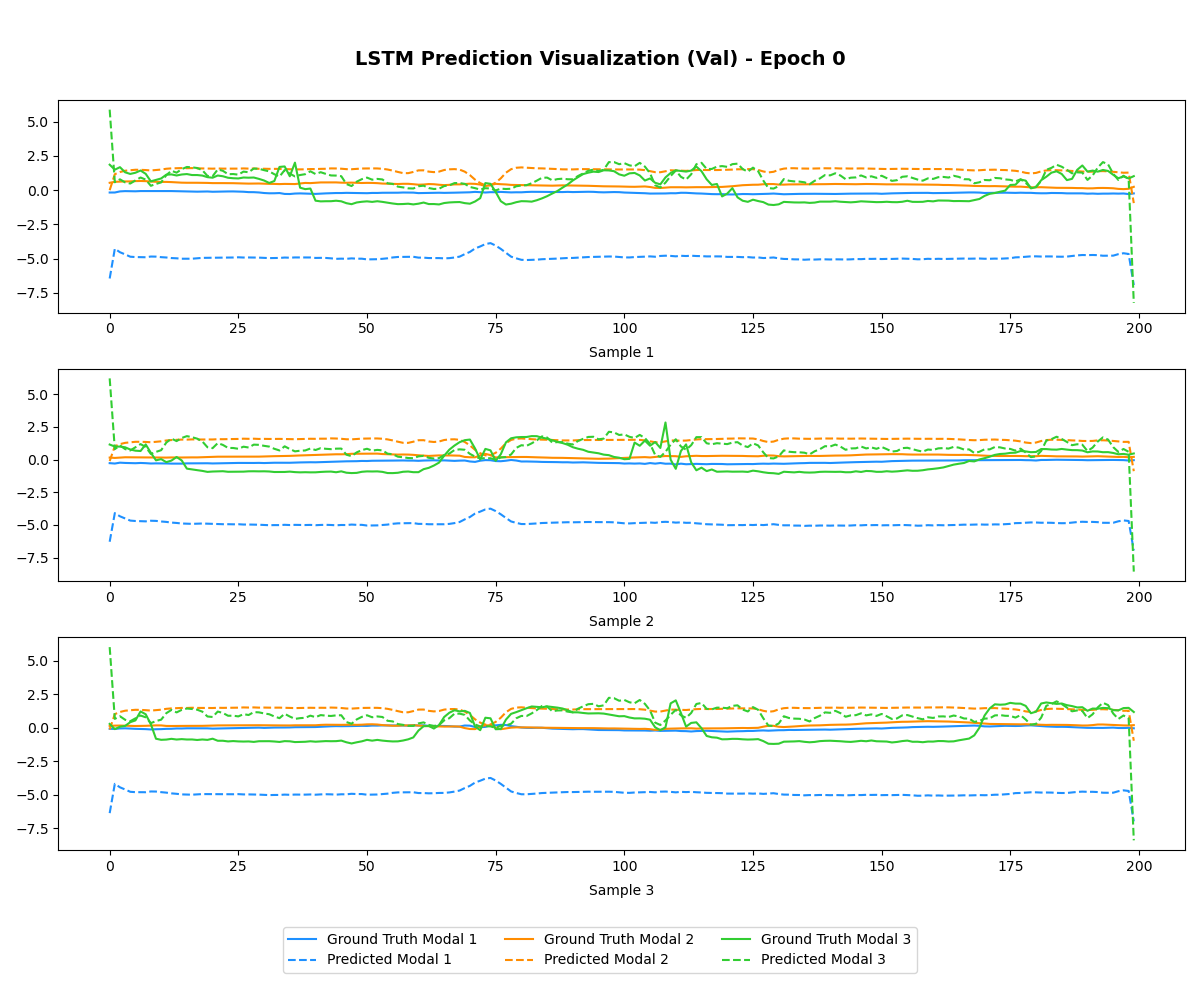 LSTM Prediction Visualization (Val) - Epoch 0
5.0
2.5
0.0
−2.5
−5.0
−7.5
0 25 50 75 100 125 150 175 200
Sample 1
5.0
2.5
0.0
−2.5
−5.0
−7.5
0 25 50 75 100 125 150 175 200
Sample 2
5.0
2.5
0.0
−2.5
−5.0
−7.5
0 25 50 75 100 125 150 175 200
Sample 3
Ground Truth Modal 1 Ground Truth Modal 2 Ground Truth Modal 3
Predicted Modal 1 Predicted Modal 2 Predicted Modal 3